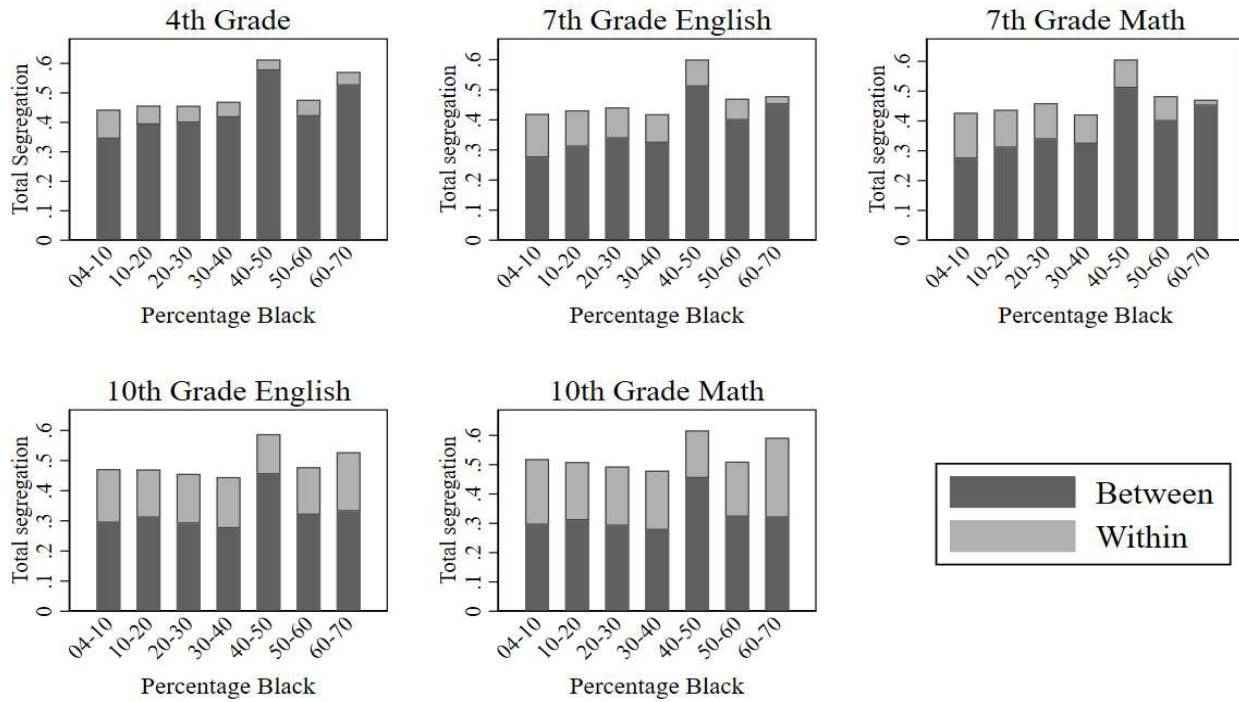 4th Grade
Total Segregation
0 .1 .2 .3 .4 .5 .6
04-10 10-20 20-30 30-40 40-50 50-60 60-70
Percentage Black
7th Grade English
Total segregation
0 .1 .2 .3 .4 .5 .6
04-10 10-20 20-30 30-40 40-50 50-60 60-70
Percentage Black
7th Grade Math
Total segregation
0 .1 .2 .3 .4 .5 .6
04-10 10-20 20-30 30-40 40-50 50-60 60-70
Percentage Black
10th Grade English
Total segregation
0 .1 .2 .3 .4 .5 .6
04-10 10-20 20-30 30-40 40-50 50-60 60-70
Percentage Black
10th Grade Math
Total segregation
0 .1 .2 .3 .4 .5 .6
04-10 10-20 20-30 30-40 40-50 50-60 60-70
Percentage Black
Between
Within